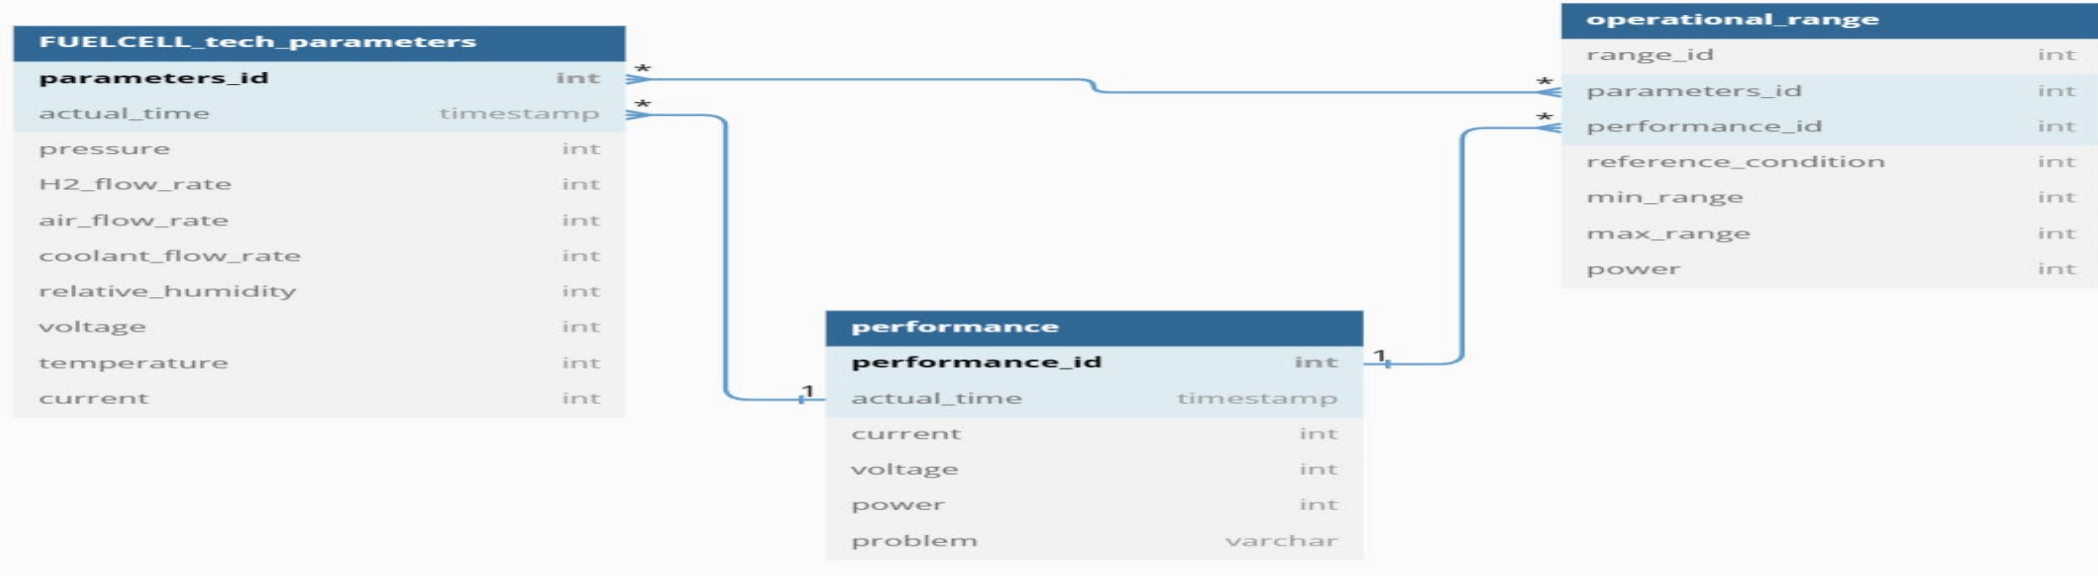 FUELCELL_tech_parameters
parameters_id int
actual_time timestamp
pressure int
H2_flow_rate int
air_flow_rate int
coolant_flow_rate int
relative_humidity int
voltage int
temperature int
current int
*
*
1
performance
performance_id int
actual_time timestamp
current int
voltage int
power int
problem varchar
1
*
*
operational_range
range_id int
parameters_id int
performance_id int
reference_condition int
min_range int
max_range int
power int